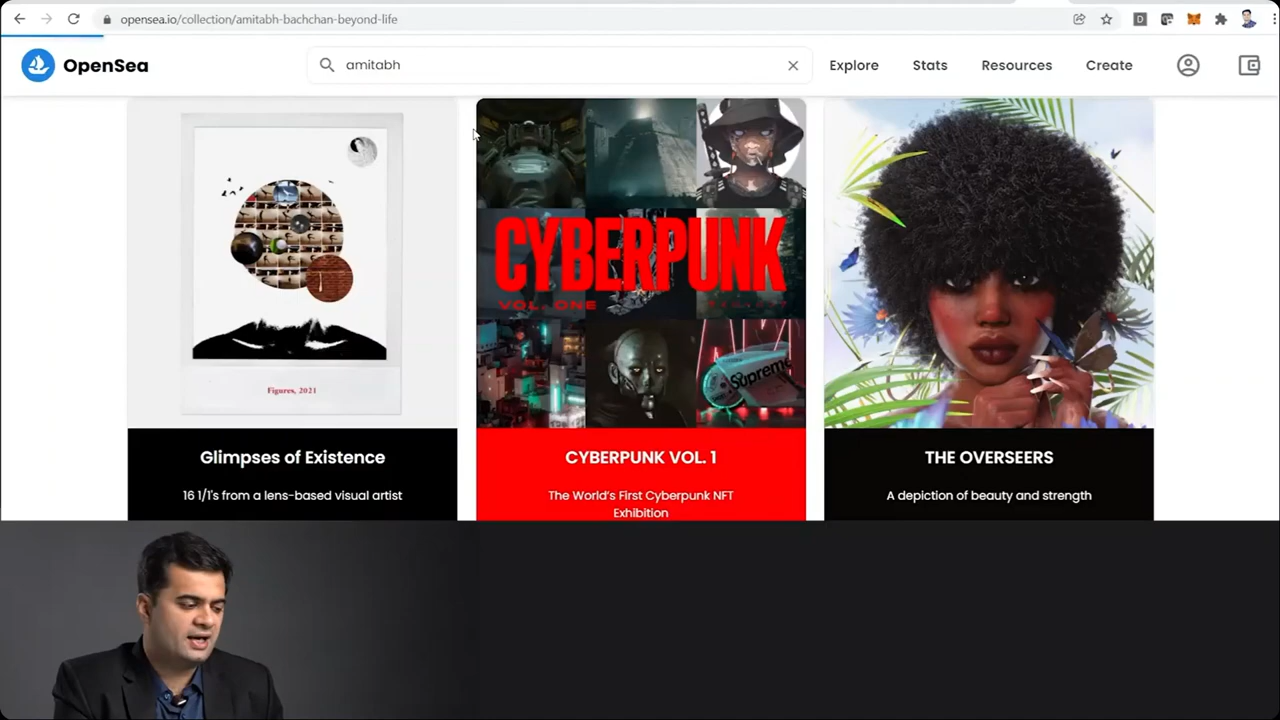 opensea.io/collection/amitabh-bachchan-beyond-life
OpenSea
amitabh
Explore
Stats
Resources
Create
Figures, 2021
CYBERPUNK
VOL. ONE
Supreme
Glimpses of Existence
16 1/1's from a lens-based visual artist
CYBERPUNK VOL. 1
The World's First Cyberpunk NFT
Exhibition
THE OVERSEERS
A depiction of beauty and strength